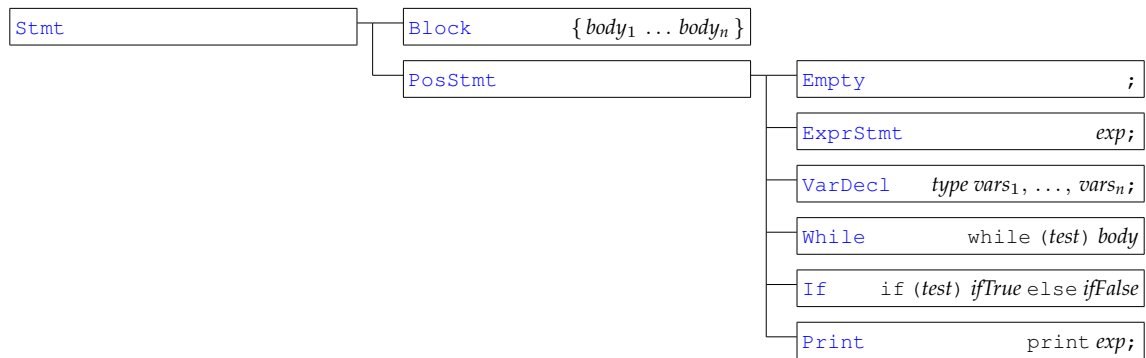 Stmt Block { body₁ … bodyₙ }
PosStmt Empty ;
ExprStmt exp;
VarDecl type vars₁, …, varsₙ;
While while (test) body
If if (test) ifTrue else ifFalse
Print print exp;